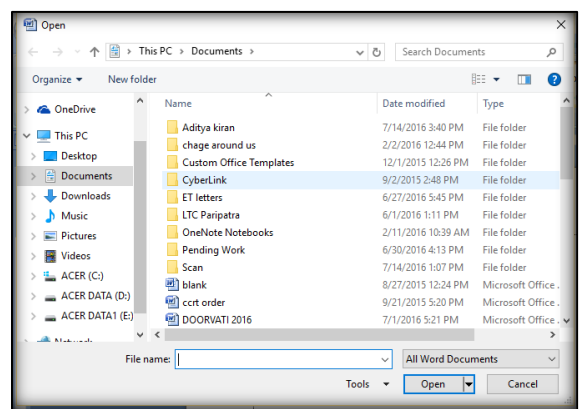 Open
This PC > Documents >
Search Documents
Organize
New folder
Name
Date modified
Type
OneDrive
This PC
Desktop
Documents
Downloads
Music
Pictures
Videos
ACER (C:)
ACER DATA (D:)
ACER DATA1 (E:)
Network
Aditya kiran 7/14/2016 3:40 PM File folder
chage around us 2/2/2016 12:44 PM File folder
Custom Office Templates 12/1/2015 12:26 PM File folder
CyberLink 9/2/2015 2:48 PM File folder
ET letters 6/27/2016 5:45 PM File folder
LTC Paripatra 6/1/2016 1:11 PM File folder
OneNote Notebooks 2/11/2016 10:39 AM File folder
Pending Work 6/30/2016 4:13 PM File folder
Scan 7/14/2016 1:07 PM File folder
blank 8/27/2015 12:24 PM Microsoft Office .
ccrt order 9/21/2015 5:20 PM Microsoft Office .
DOORVATI 2016 7/1/2016 5:21 PM Microsoft Office .
File name:
All Word Documents
Tools
Open
Cancel